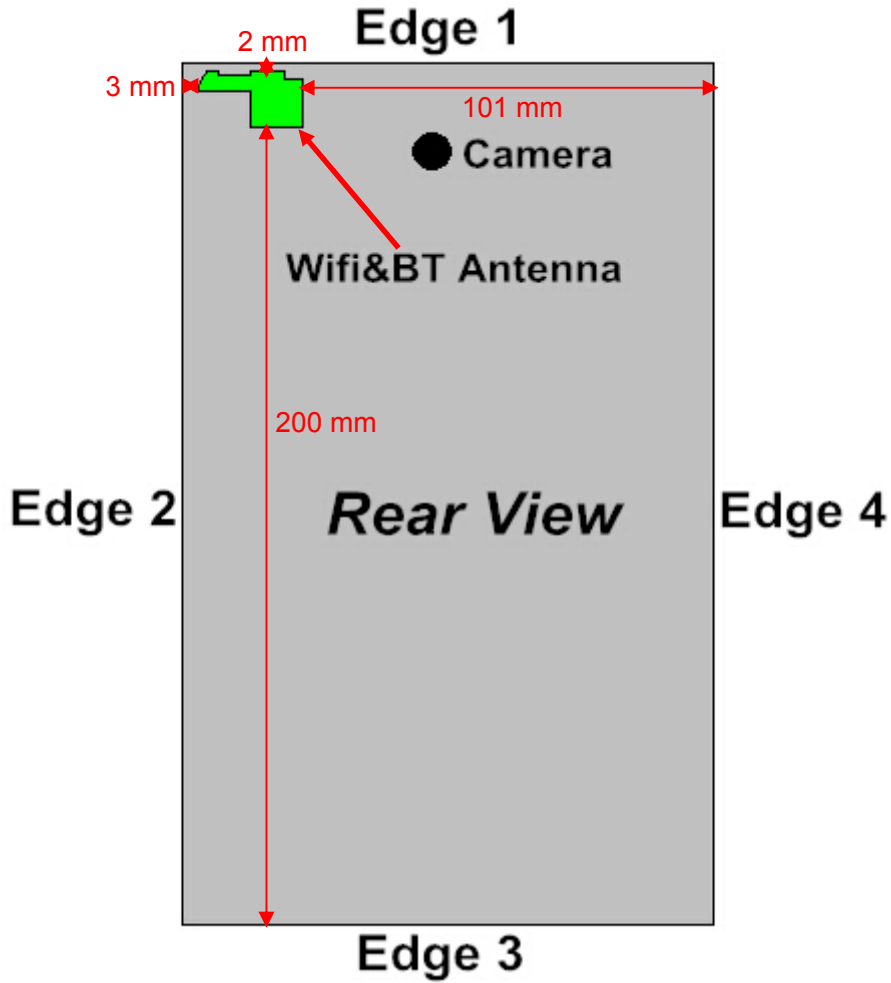 Edge 1
2 mm
3 mm
101 mm
Camera
Wifi&BT Antenna
200 mm
Edge 2
Rear View
Edge 4
Edge 3